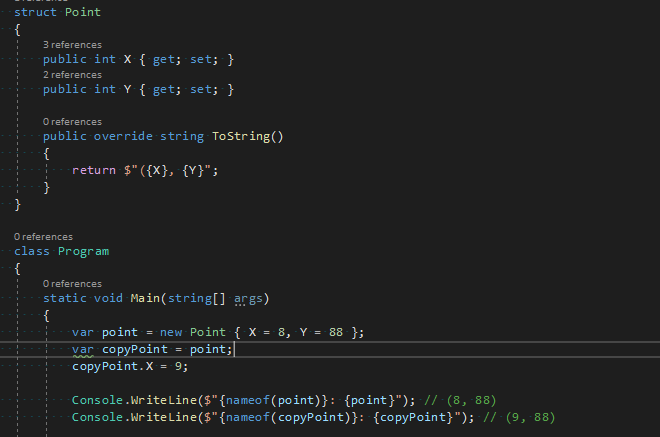 struct Point
{
3 references
public int X { get; set; }
2 references
public int Y { get; set; }
0 references
public override string ToString()
{
return $"({X}, {Y}";
}
}
0 references
class Program
{
0 references
static void Main(string[] args)
{
var point = new Point { X = 8, Y = 88 };
var copyPoint = point;
copyPoint.X = 9;
Console.WriteLine($"{nameof(point)}: {point}"); // (8, 88)
Console.WriteLine($"{nameof(copyPoint)}: {copyPoint}"); // (9, 88)